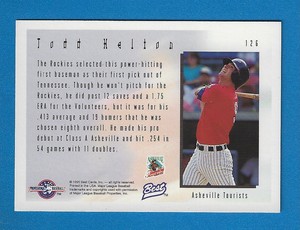 Todd Helton
126
The Rockies selected this power-hitting
first baseman as their first pick out of
Tennessee. Though he won't pitch for the
Rockies, he did post 12 saves and a 1.75
ERA for the Volunteers, but it was for his
.413 average and 19 homers that he was
chosen eighth overall. He made his pro
debut at Class A Asheville and hit .254 in
54 games with 11 doubles.
Best
Asheville Tourists